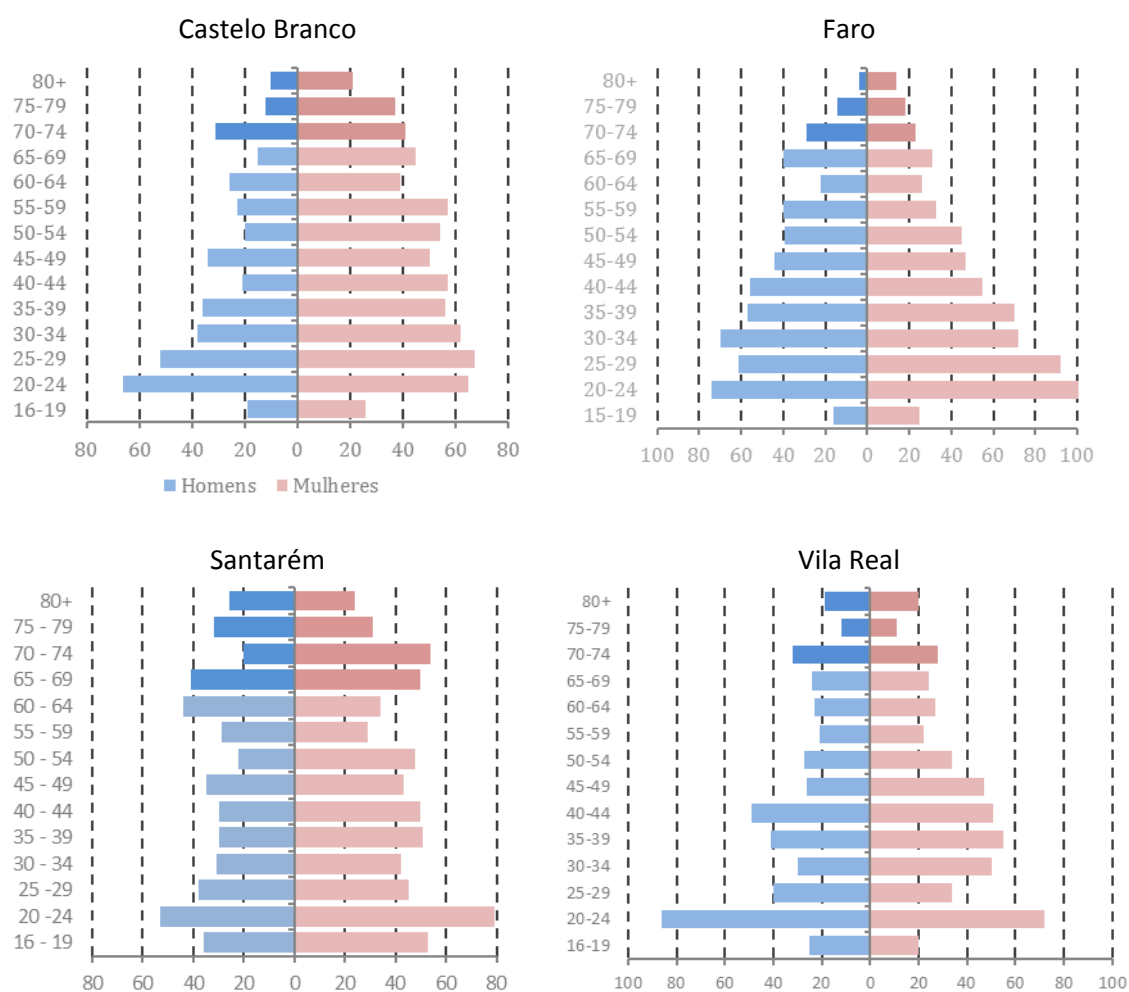 Castelo Branco
80+
75-79
70-74
65-69
60-64
55-59
50-54
45-49
40-44
35-39
30-34
25-29
20-24
16-19
80 60 40 20 0 20 40 60 80
Homens Mulheres
Faro
80+
75-79
70-74
65-69
60-64
55-59
50-54
45-49
40-44
35-39
30-34
25-29
20-24
15-19
100 80 60 40 20 0 20 40 60 80 100
Santarém
80+
75 - 79
70 - 74
65 - 69
60 - 64
55 - 59
50 - 54
45 - 49
40 - 44
35 - 39
30 - 34
25 -29
20 -24
16 - 19
80 60 40 20 0 20 40 60 80
Vila Real
80+
75-79
70-74
65-69
60-64
55-59
50-54
45-49
40-44
35-39
30-34
25-29
20-24
16-19
100 80 60 40 20 0 20 40 60 80 100